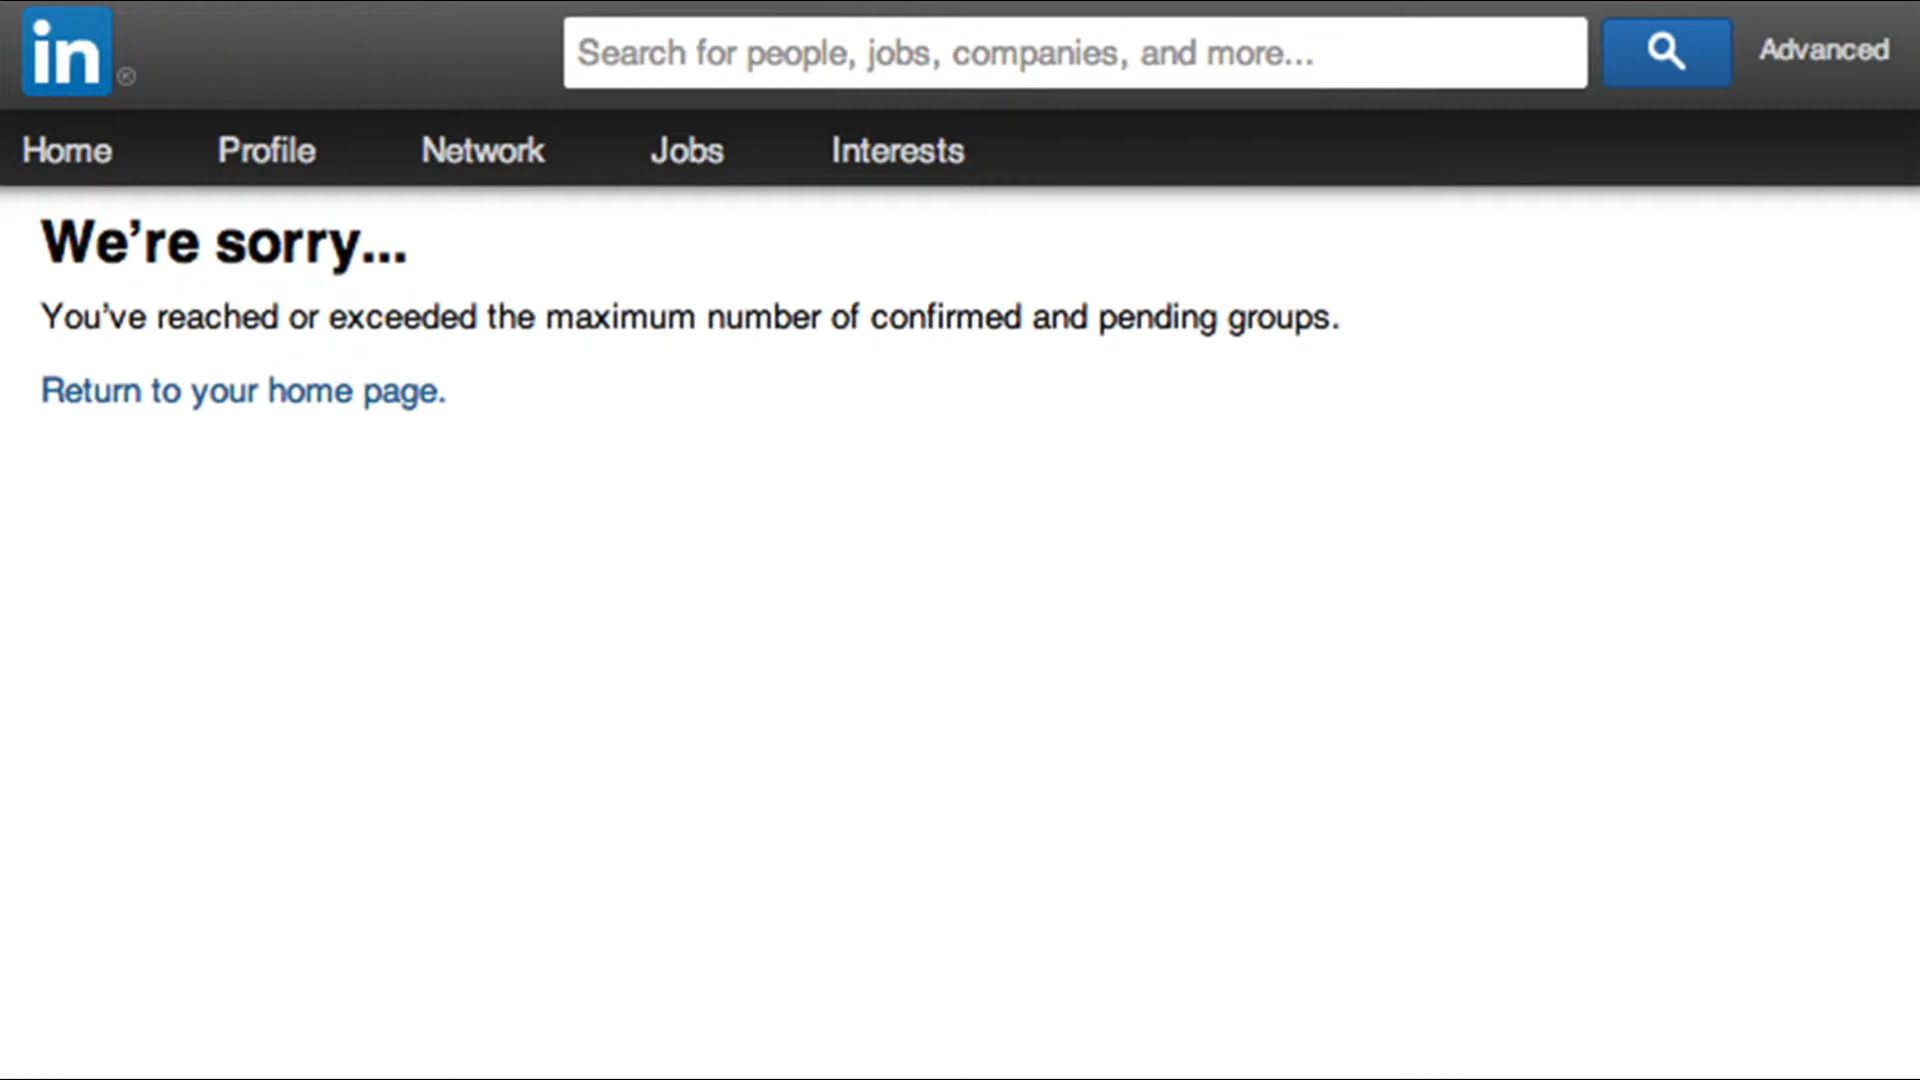 in ®
Search for people, jobs, companies, and more...
Advanced
Home Profile Network Jobs Interests
We’re sorry...
You’ve reached or exceeded the maximum number of confirmed and pending groups.
Return to your home page.